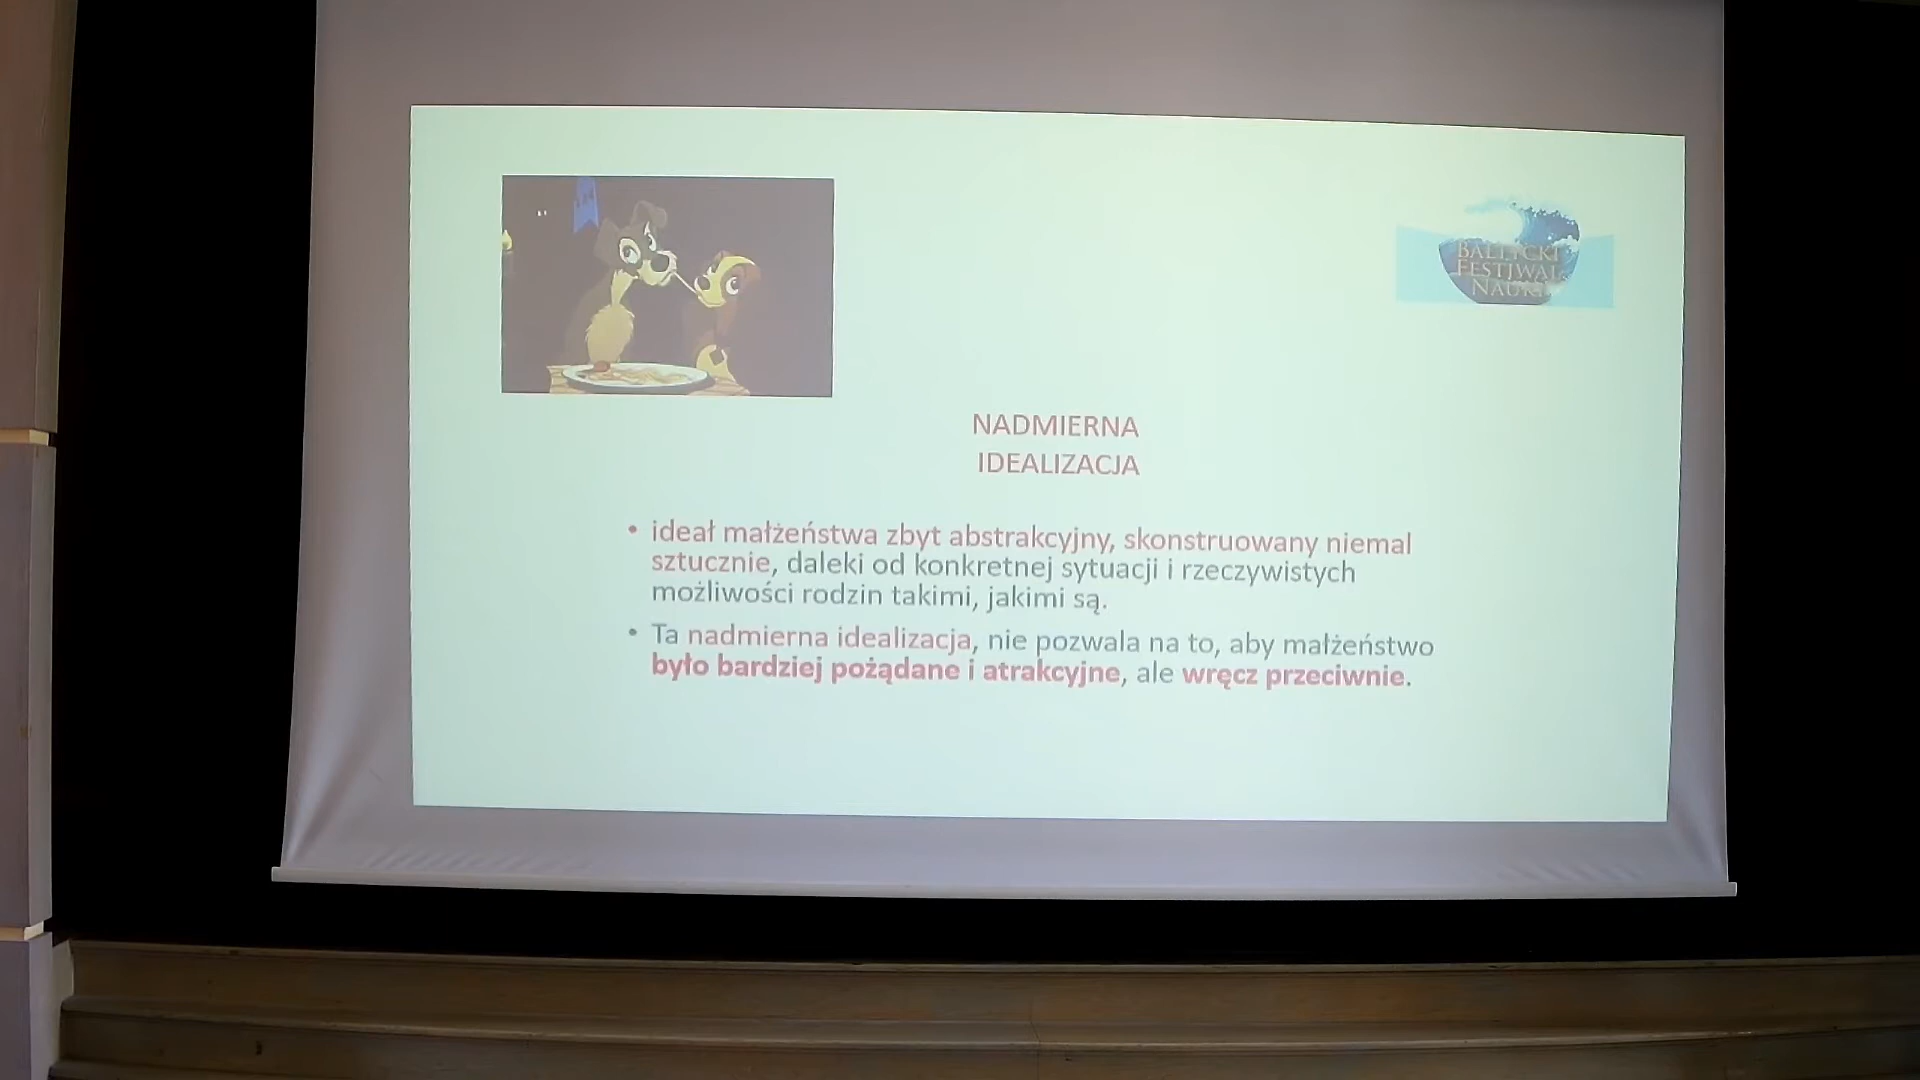 BAŁTYCKI
FESTIWAL
NAUKI
NADMIERNA
IDEALIZACJA
• ideał małżeństwa zbyt abstrakcyjny, skonstruowany niemal
sztucznie, daleki od konkretnej sytuacji i rzeczywistych
możliwości rodzin takimi, jakimi są.
• Ta nadmierna idealizacja, nie pozwala na to, aby małżeństwo
było bardziej pożądane i atrakcyjne, ale wręcz przeciwnie.